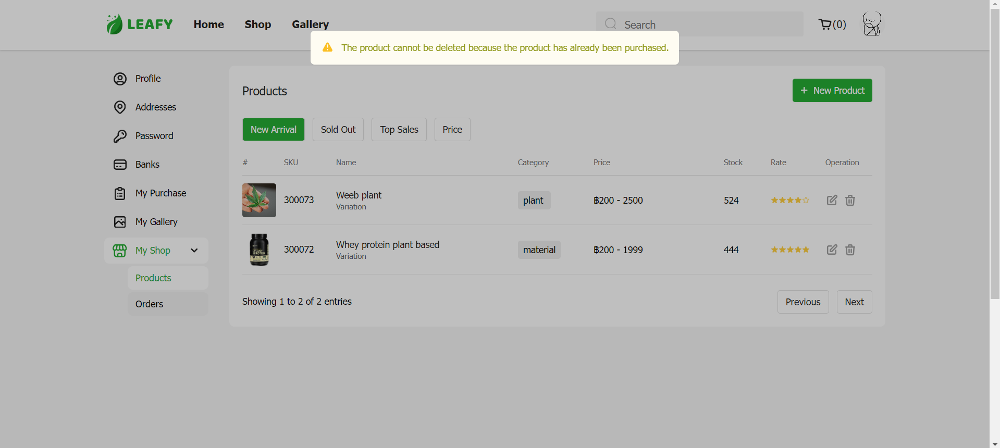 LEAFY
Home
Shop
Gallery
Search
(0)
The product cannot be deleted because the product has already been purchased.
Profile
Addresses
Password
Banks
My Purchase
My Gallery
My Shop
Products
Orders
Products
+ New Product
New Arrival
Sold Out
Top Sales
Price
# SKU Name Category Price Stock Rate Operation
300073 Weeb plant plant ฿200 - 2500 524
Variation
300072 Whey protein plant based material ฿200 - 1999 444
Variation
PLANT
PROTEIN
Showing 1 to 2 of 2 entries
Previous
Next